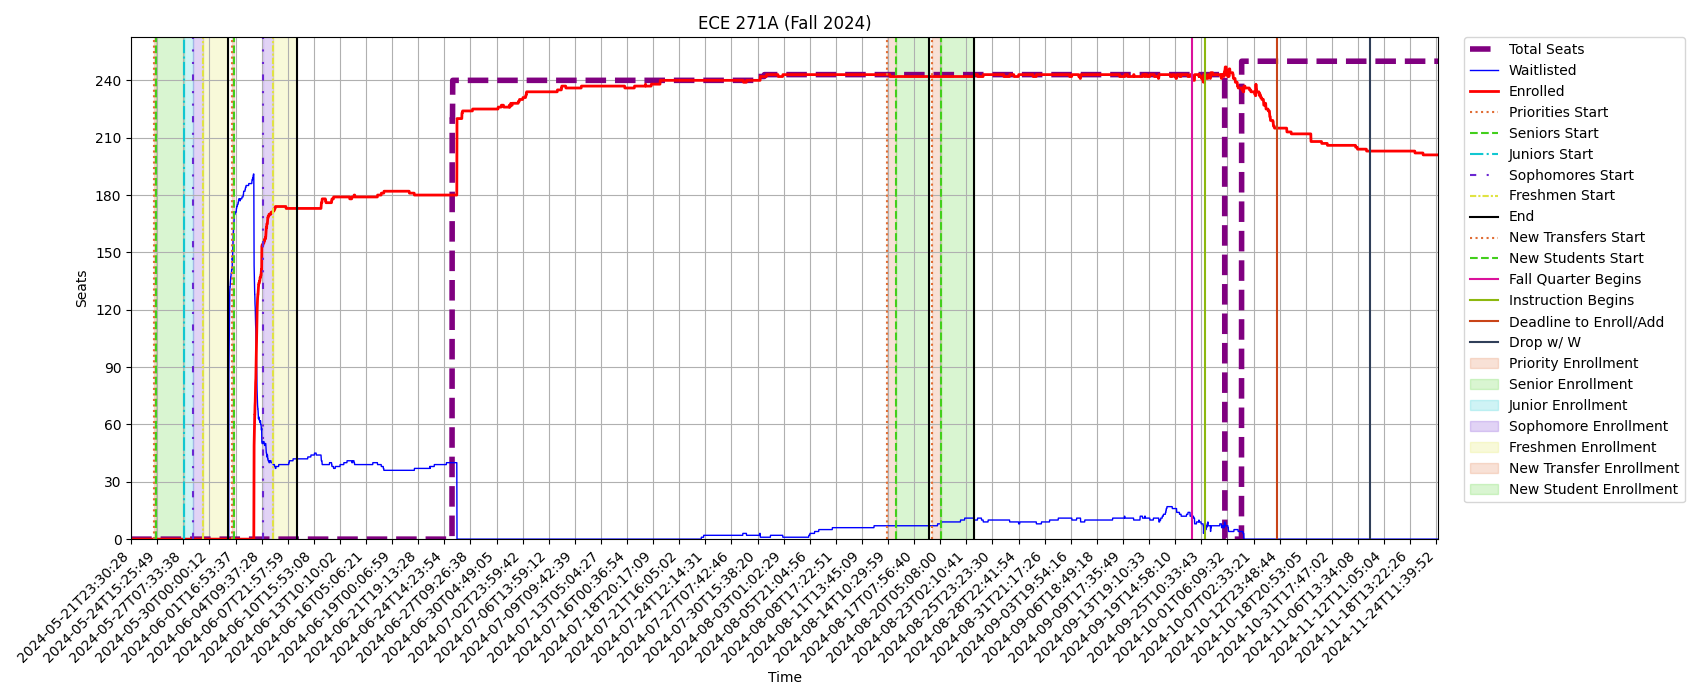 ECE 271A (Fall 2024)
Seats
0
30
60
90
120
150
180
210
240
2024-05-21T23:30:28
2024-05-24T15:25:49
2024-05-27T07:33:38
2024-05-30T00:00:12
2024-06-01T16:53:37
2024-06-04T09:37:28
2024-06-07T21:57:59
2024-06-10T15:53:08
2024-06-13T10:10:02
2024-06-16T05:06:21
2024-06-19T00:06:59
2024-06-21T19:13:28
2024-06-24T14:23:54
2024-06-27T09:26:38
2024-06-30T04:49:05
2024-07-02T23:59:42
2024-07-06T13:59:12
2024-07-09T09:42:39
2024-07-13T05:04:27
2024-07-16T00:36:54
2024-07-18T20:17:09
2024-07-21T16:05:02
2024-07-24T12:14:31
2024-07-27T07:42:46
2024-07-30T15:38:20
2024-08-03T01:02:29
2024-08-05T21:04:56
2024-08-08T17:22:51
2024-08-11T13:45:09
2024-08-14T10:29:59
2024-08-17T07:56:40
2024-08-20T05:08:00
2024-08-23T02:10:41
2024-08-25T23:23:30
2024-08-28T22:41:54
2024-08-31T21:17:26
2024-09-03T19:54:16
2024-09-06T18:49:18
2024-09-09T17:35:49
2024-09-13T19:10:33
2024-09-19T14:58:10
2024-09-25T10:33:43
2024-10-01T06:09:32
2024-10-07T02:33:21
2024-10-12T23:48:44
2024-10-18T20:53:05
2024-10-31T17:47:02
2024-11-06T13:34:08
2024-11-12T11:05:04
2024-11-18T13:22:26
2024-11-24T11:39:52
Time
Total Seats
Waitlisted
Enrolled
Priorities Start
Seniors Start
Juniors Start
Sophomores Start
Freshmen Start
End
New Transfers Start
New Students Start
Fall Quarter Begins
Instruction Begins
Deadline to Enroll/Add
Drop w/ W
Priority Enrollment
Senior Enrollment
Junior Enrollment
Sophomore Enrollment
Freshmen Enrollment
New Transfer Enrollment
New Student Enrollment